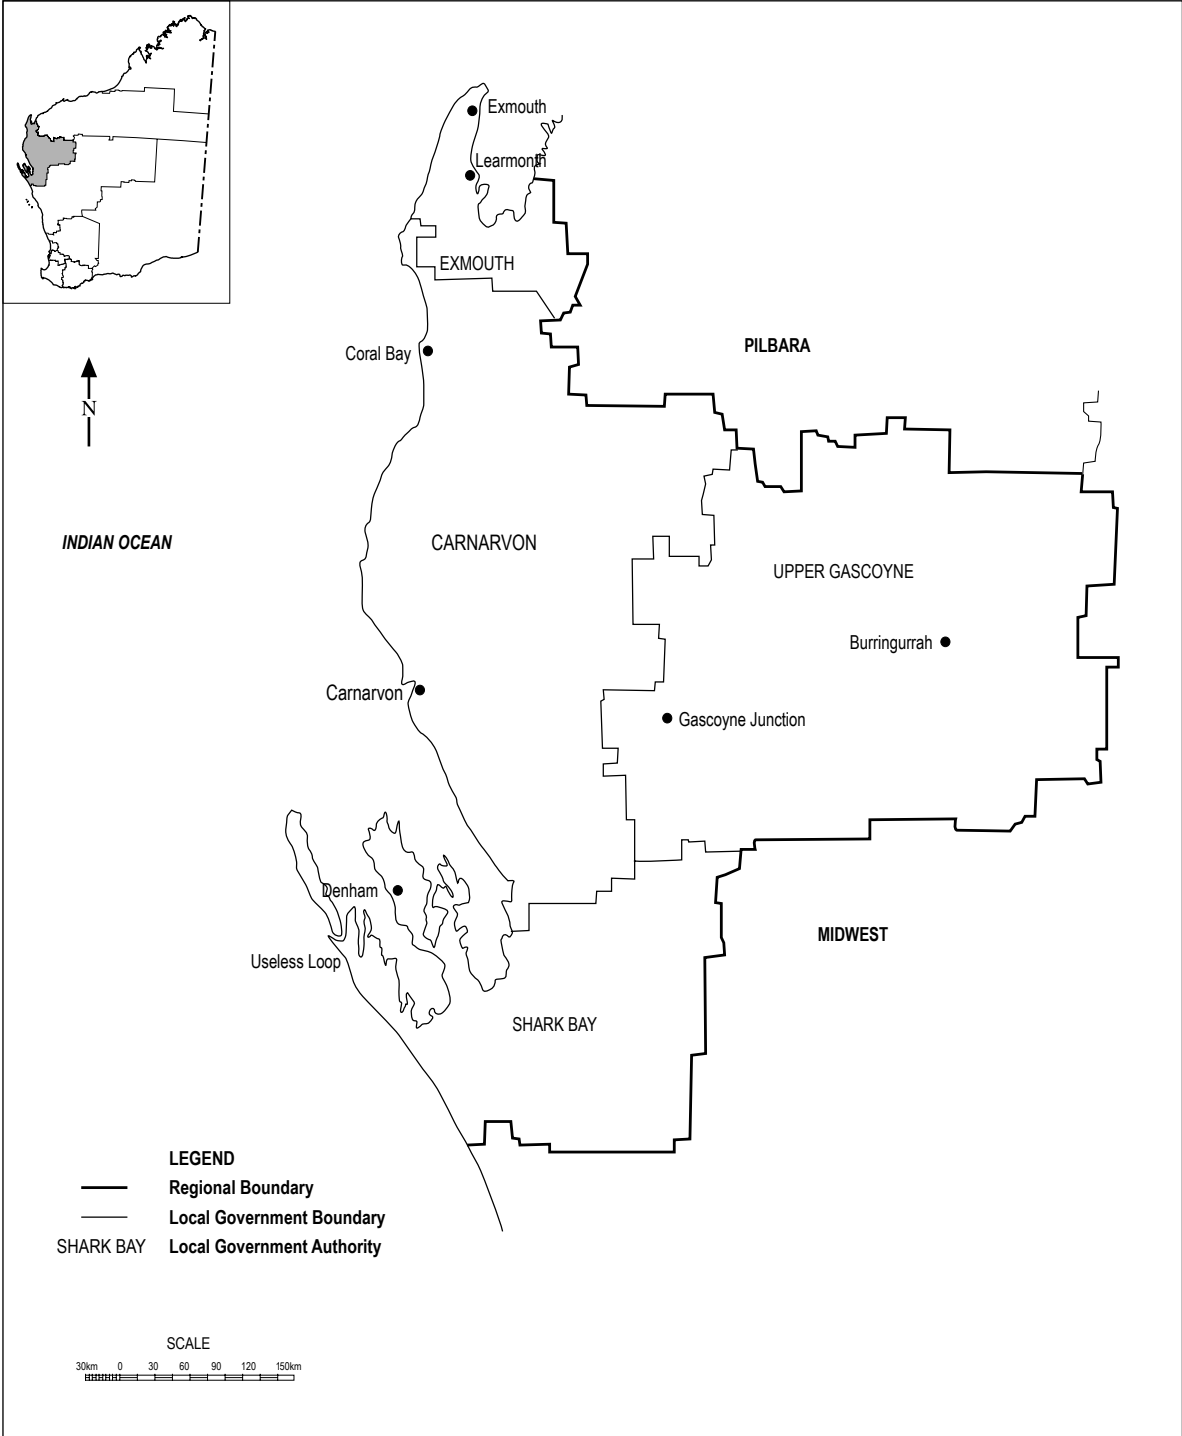 Exmouth
Learmonth
EXMOUTH
PILBARA
Coral Bay
N
INDIAN OCEAN
CARNARVON
UPPER GASCOYNE
Burringurrah
Carnarvon
Gascoyne Junction
Denham
MIDWEST
Useless Loop
SHARK BAY
LEGEND
Regional Boundary
Local Government Boundary
SHARK BAY Local Government Authority
SCALE
30km 0 30 60 90 120 150km